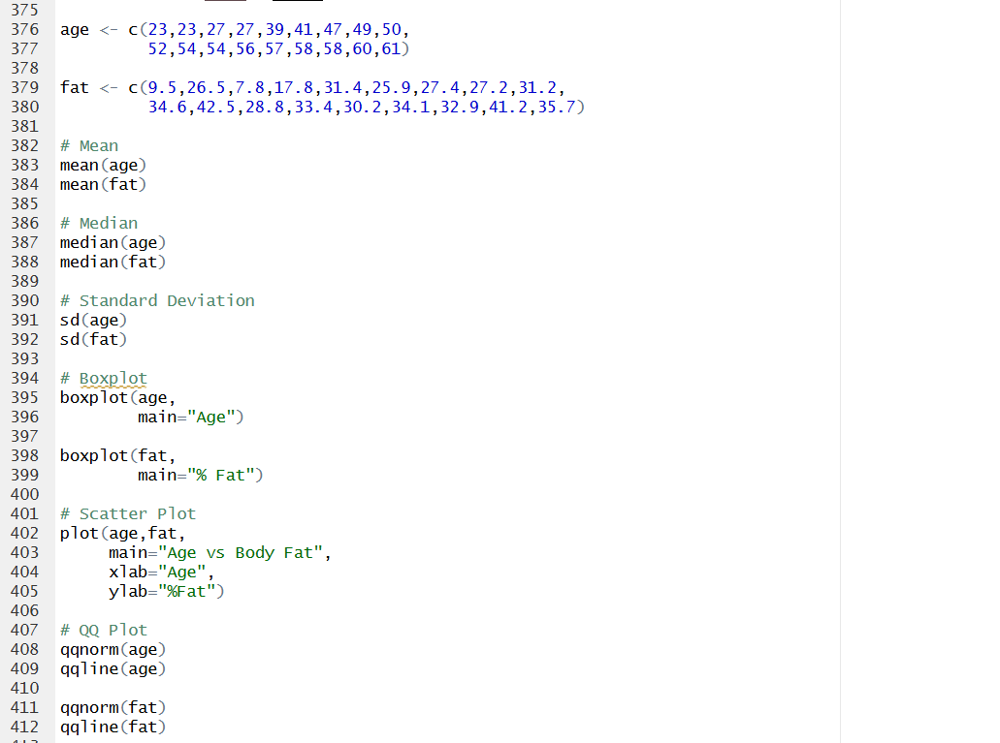 375
376 age <- c(23,23,27,27,39,41,47,49,50,
377 52,54,54,56,57,58,58,60,61)
378
379 fat <- c(9.5,26.5,7.8,17.8,31.4,25.9,27.4,27.2,31.2,
380 34.6,42.5,28.8,33.4,30.2,34.1,32.9,41.2,35.7)
381
382 # Mean
383 mean(age)
384 mean(fat)
385
386 # Median
387 median(age)
388 median(fat)
389
390 # Standard Deviation
391 sd(age)
392 sd(fat)
393
394 # Boxplot
395 boxplot(age,
396 main="Age")
397
398 boxplot(fat,
399 main="% Fat")
400
401 # Scatter Plot
402 plot(age,fat,
403 main="Age vs Body Fat",
404 xlab="Age",
405 ylab="%Fat")
406
407 # QQ Plot
408 qqnorm(age)
409 qqline(age)
410
411 qqnorm(fat)
412 qqline(fat)